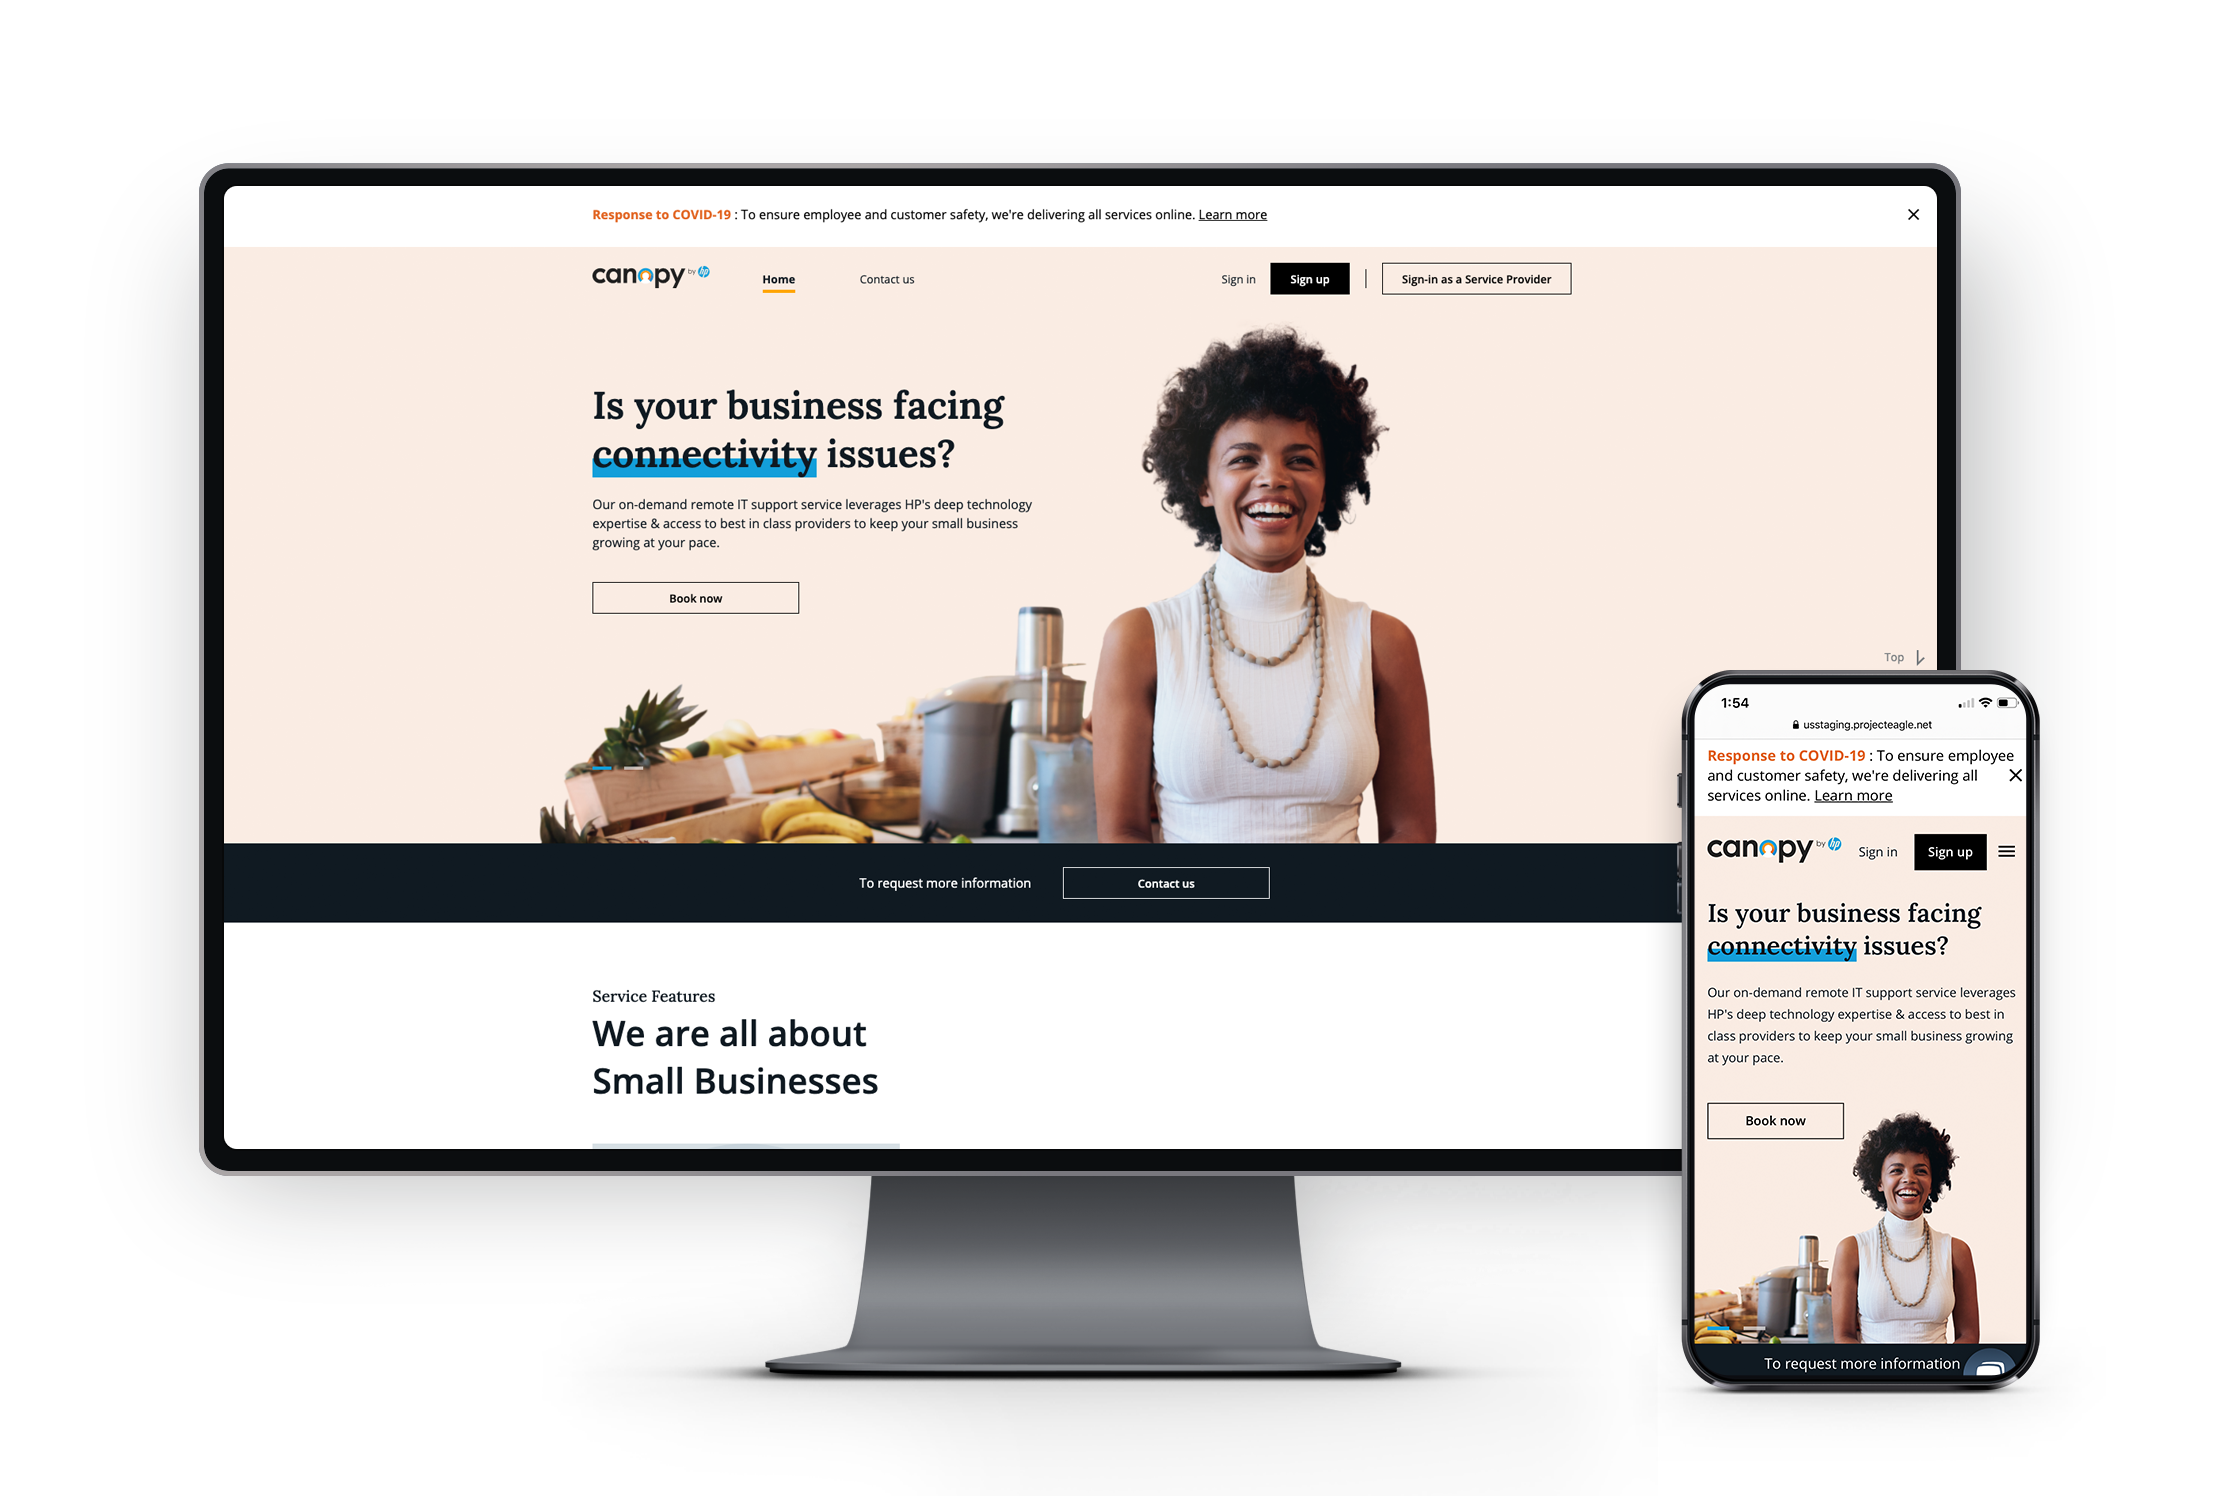 Response to COVID-19 : To ensure employee and customer safety, we're delivering all services online. Learn more
canopy by hp
Home
Contact us
Sign in
Sign up
Sign-in as a Service Provider
Is your business facing
connectivity issues?
Our on-demand remote IT support service leverages HP's deep technology
expertise & access to best in class providers to keep your small business
growing at your pace.
Book now
Top
To request more information
Contact us
Service Features
We are all about
Small Businesses
1:54
usstaging.projecteagle.net
Response to COVID-19 : To ensure employee
and customer safety, we're delivering all
services online. Learn more
canopy by hp
Sign in
Sign up
Is your business facing
connectivity issues?
Our on-demand remote IT support service leverages
HP's deep technology expertise & access to best in
class providers to keep your small business growing
at your pace.
Book now
To request more information